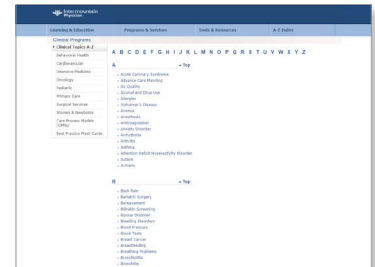 Intermountain
Physician
Learning & Education
Programs & Services
Tools & Resources
A-Z Index
Clinical Programs
Clinical Topics A-Z
Behavioral Health
Cardiovascular
Intensive Medicine
Oncology
Pediatric
Primary Care
Surgical Services
Women & Newborns
Care Process Models
(CPMs)
Best Practice Flash Cards
A B C D E F G H I J K L M N O P Q R S T U V W X Y Z
A
Top
Acute Coronary Syndrome
Advance Care Planning
Air Quality
Alcohol and Drug Use
Allergies
Alzheimer's Disease
Anemia
Anesthesia
Anticoagulation
Anxiety Disorder
Arrhythmia
Arthritis
Asthma
Attention Deficit Hyperactivity Disorder
Autism
B
Top
Back Pain
Bariatric Surgery
Bereavement
Bilirubin Screening
Bipolar Disorder
Bleeding Disorders
Blood Pressure
Blood Tests
Breast Cancer
Breastfeeding
Breathing Problems
Bronchiolitis
Bronchitis